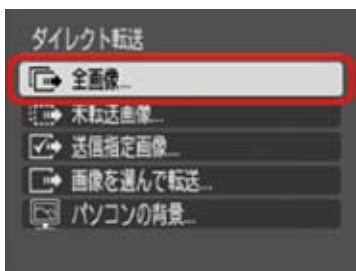 ダイレクト転送
全画像...
未転送画像...
送信指定画像...
画像を選んで転送...
パソコンの背景...